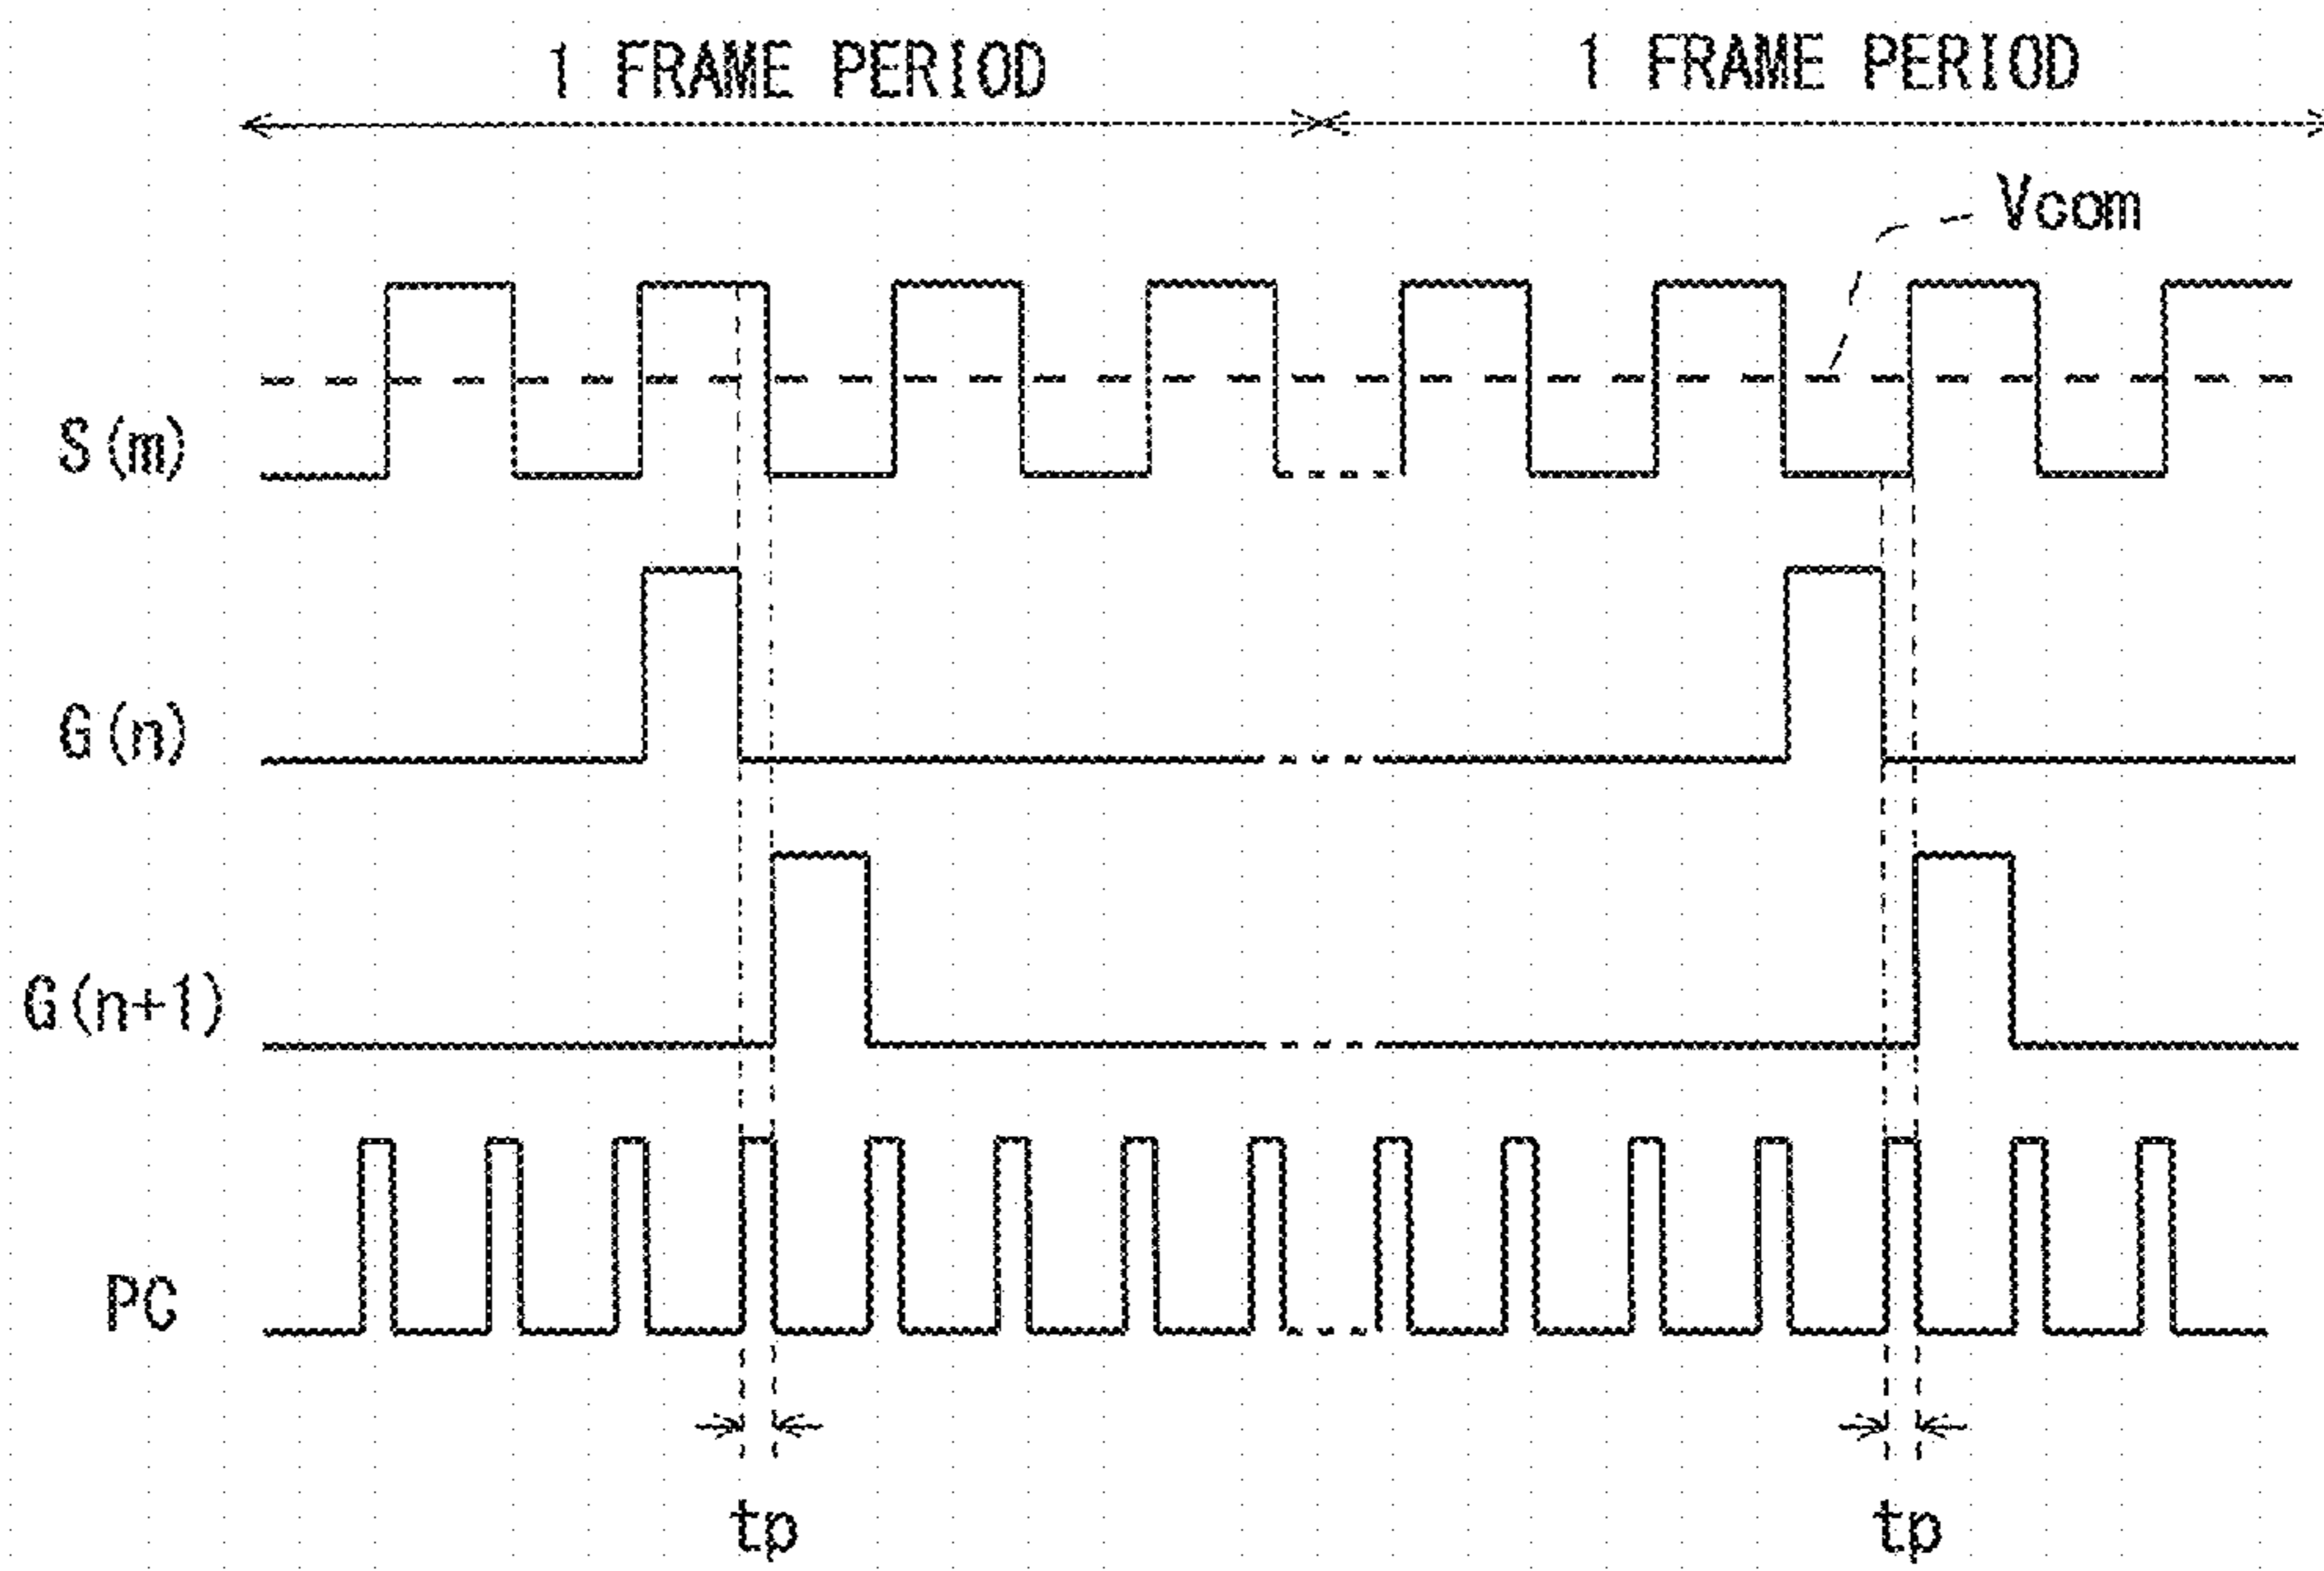 1 FRAME PERIOD 1 FRAME PERIOD
Vcom
S(m)
G(n)
G(n+1)
PC
tp tp